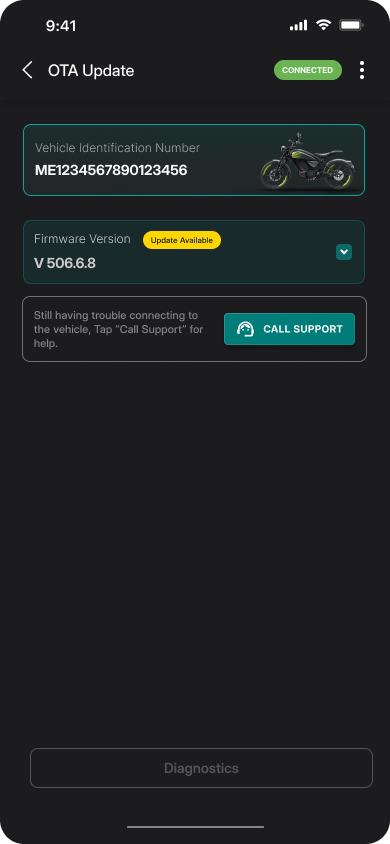 9:41
OTA Update
CONNECTED
Vehicle Identification Number
ME1234567890123456
Firmware Version
Update Available
V 506.6.8
Still having trouble connecting to
the vehicle, Tap “Call Support” for
help.
CALL SUPPORT
Diagnostics